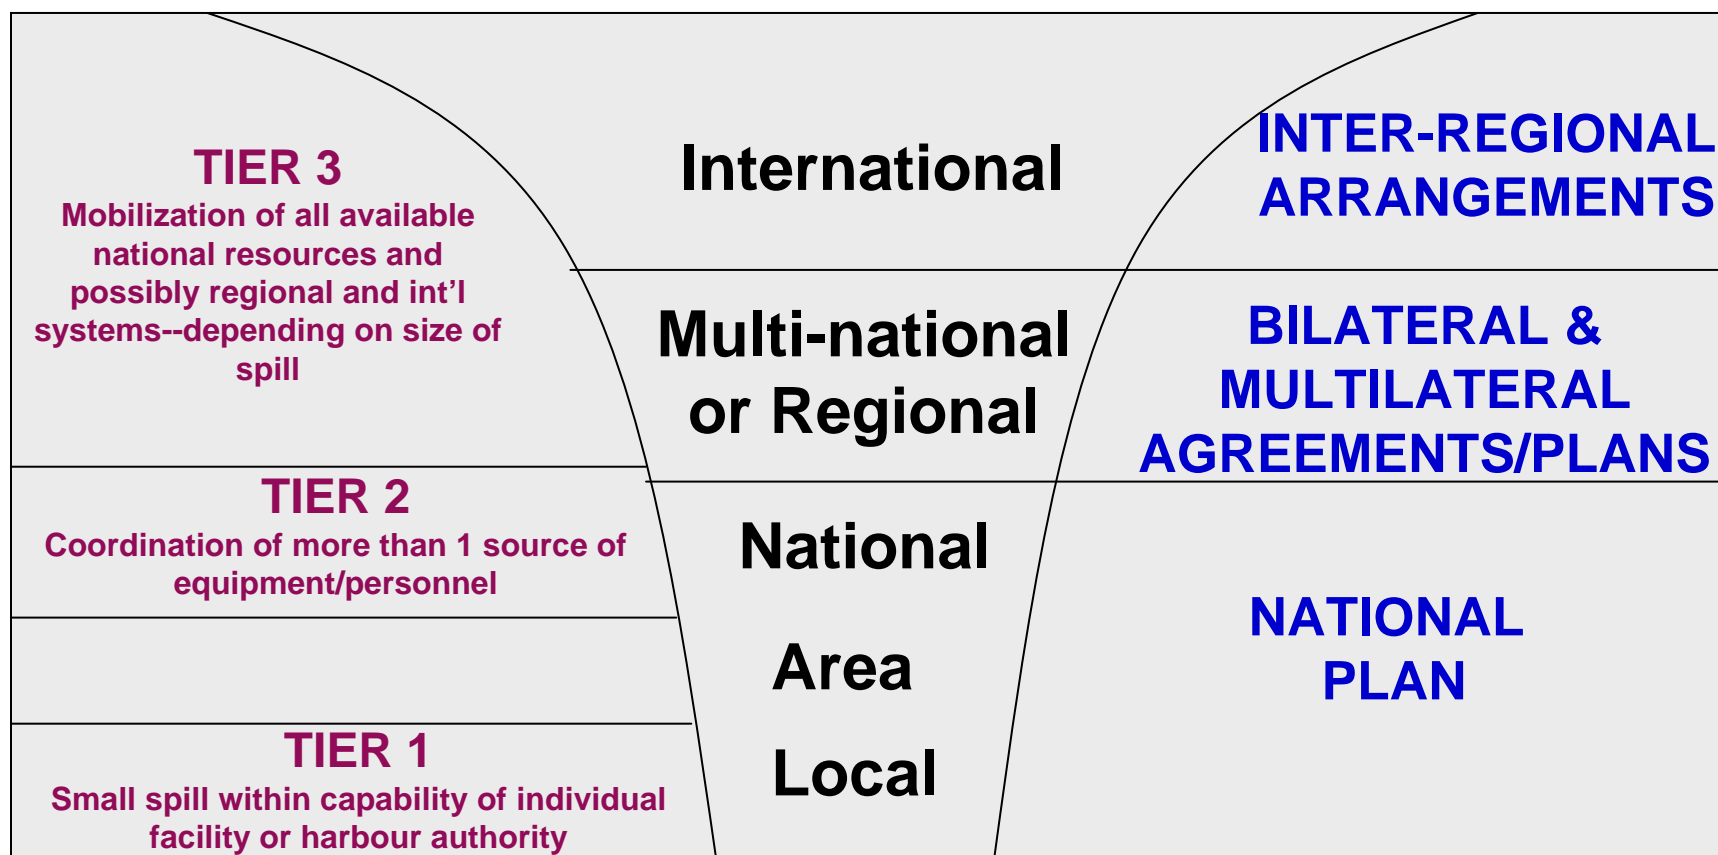 TIER 3
Mobilization of all available
national resources and
possibly regional and int’l
systems--depending on size of
spill
TIER 2
Coordination of more than 1 source of
equipment/personnel
TIER 1
Small spill within capability of individual
facility or harbour authority
International
Multi-national
or Regional
National
Area
Local
INTER-REGIONAL
ARRANGEMENTS
BILATERAL &
MULTILATERAL
AGREEMENTS/PLANS
NATIONAL
PLAN